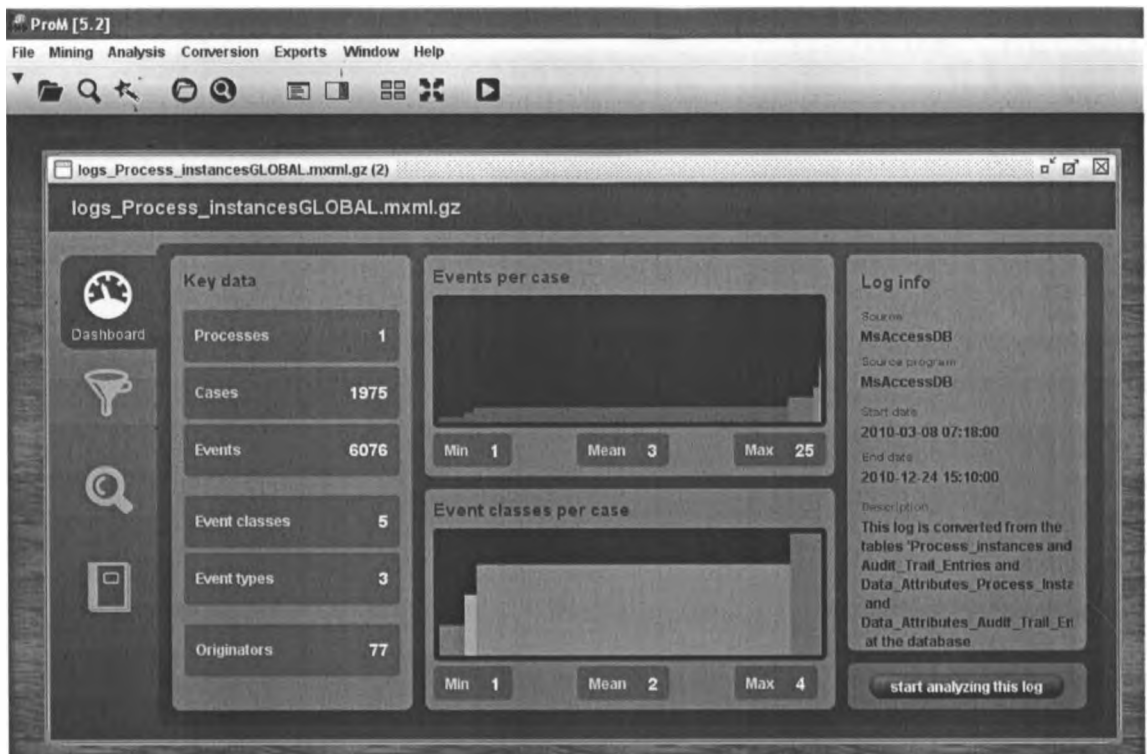 ProM [5.2]
File Mining Analysis Conversion Exports Window Help
logs_Process_instancesGLOBAL.mxml.gz (2)
logs_Process_instancesGLOBAL.mxml.gz
Dashboard
Key data
Processes 1
Cases 1975
Events 6076
Event classes 5
Event types 3
Originators 77
Events per case
Min 1 Mean 3 Max 25
Event classes per case
Min 1 Mean 2 Max 4
Log info
Source
MsAccessDB
Source program
MsAccessDB
Start date
2010-03-08 07:18:00
End date
2010-12-24 15:10:00
Description
This log is converted from the
tables 'Process_instances and
Audit_Trail_Entries and
Data_Attributes_Process_Insta
and
Data_Attributes_Audit_Trail_En
at the database
start analyzing this log